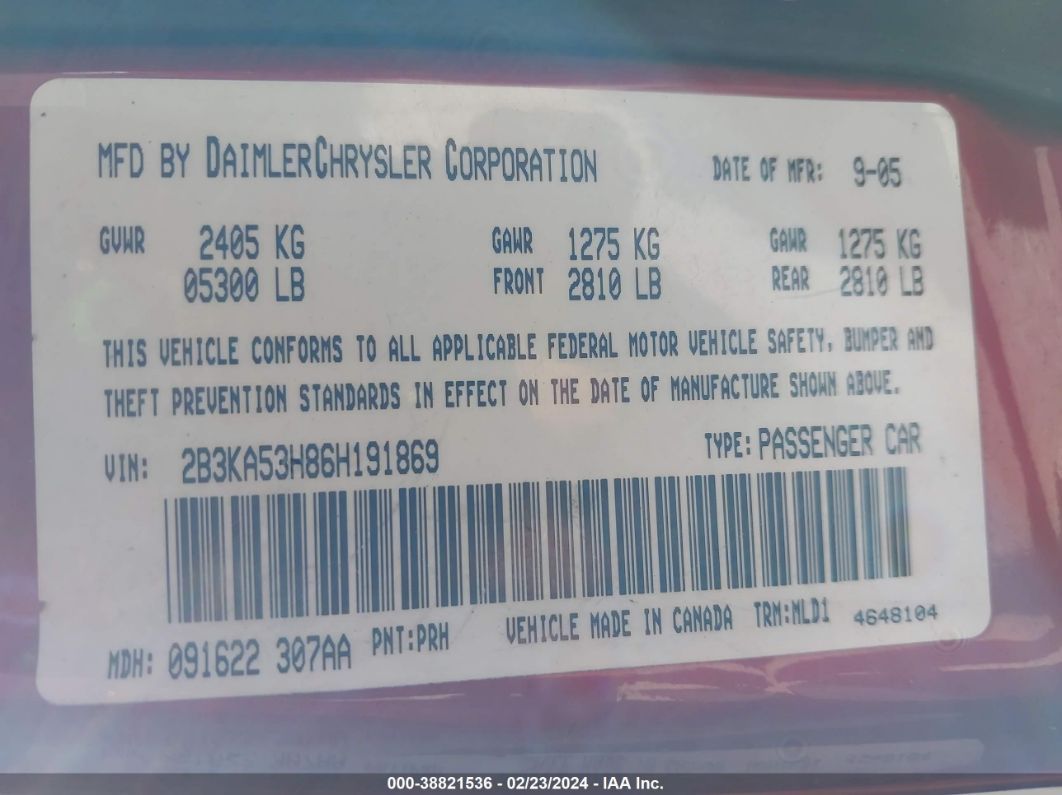 MFD BY DAIMLERCHRYSLER CORPORATION DATE OF MFR: 9-05
GVWR 2405 KG GAWR 1275 KG GAWR 1275 KG
05300 LB FRONT 2810 LB REAR 2810 LB
THIS VEHICLE CONFORMS TO ALL APPLICABLE FEDERAL MOTOR VEHICLE SAFETY, BUMPER AND
THEFT PREVENTION STANDARDS IN EFFECT ON THE DATE OF MANUFACTURE SHOWN ABOVE.
VIN: 2B3KA53H86H191869 TYPE: PASSENGER CAR
MDH: 091622 307AA PNT:PRH VEHICLE MADE IN CANADA TRM:MLD1 4648104
000-38821536 - 02/23/2024 - IAA Inc.